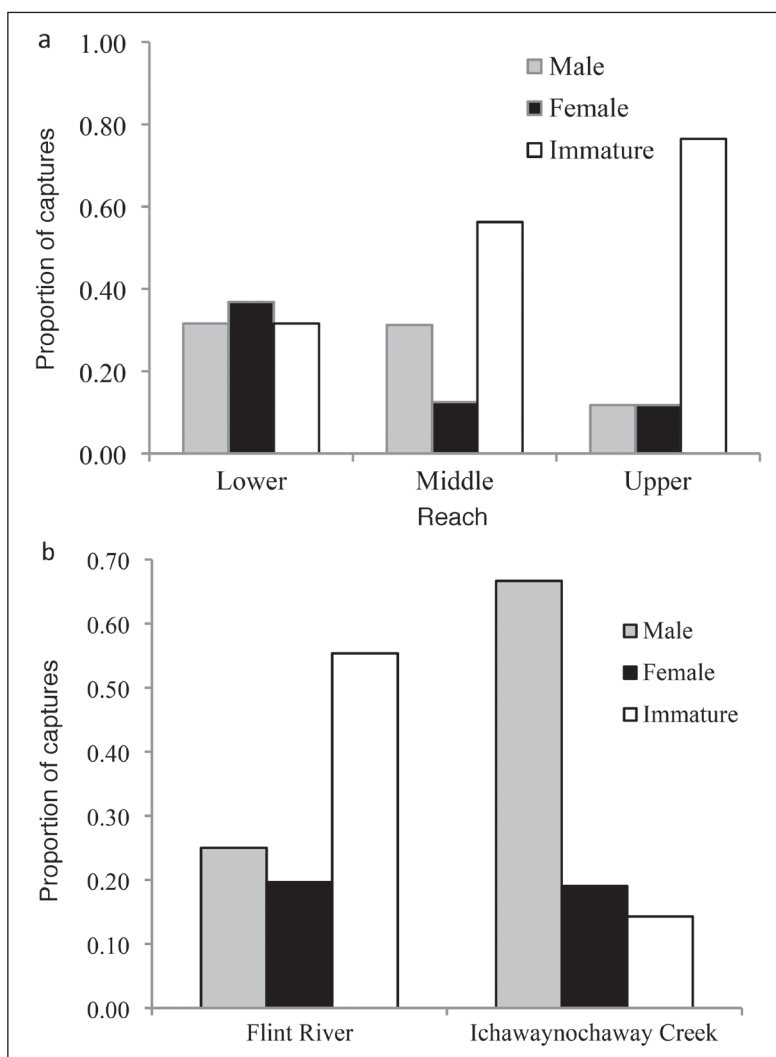 a
1.00
0.80
0.60
0.40
0.20
0.00
Proportion of captures
Male
Female
Immature
Lower Middle Upper
Reach
b
0.70
0.60
0.50
0.40
0.30
0.20
0.10
0.00
Proportion of captures
Male
Female
Immature
Flint River Ichawaynochaway Creek